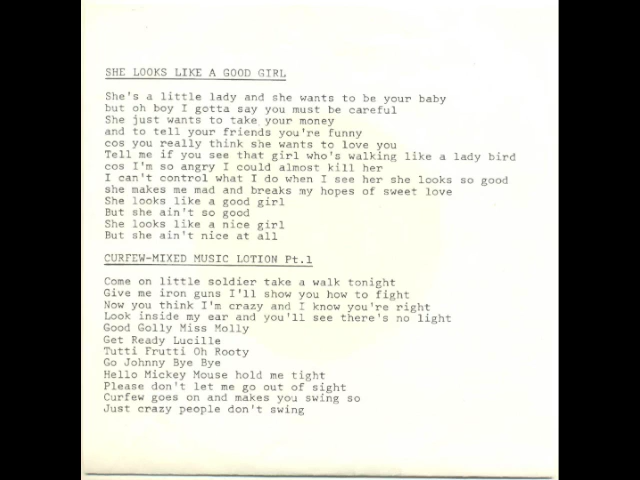 SHE LOOKS LIKE A GOOD GIRL
She's a little lady and she wants to be your baby
but oh boy I gotta say you must be careful
She just wants to take your money
and to tell your friends you're funny
cos you really think she wants to love you
Tell me if you see that girl who's walking like a lady bird
cos I'm so angry I could almost kill her
I can't control what I do when I see her she looks so good
she makes me mad and breaks my hopes of sweet love
She looks like a good girl
But she ain't so good
She looks like a nice girl
But she ain't nice at all
CURFEW-MIXED MUSIC LOTION Pt.1
Come on little soldier take a walk tonight
Give me iron guns I'll show you how to fight
Now you think I'm crazy and I know you're right
Look inside my ear and you'll see there's no light
Good Golly Miss Molly
Get Ready Lucille
Tutti Frutti Oh Rooty
Go Johnny Bye Bye
Hello Mickey Mouse hold me tight
Please don't let me go out of sight
Curfew goes on and makes you swing so
Just crazy people don't swing